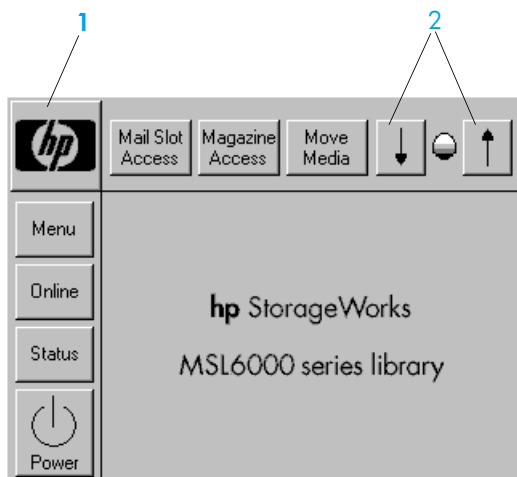 1
2
hp
Mail Slot
Access
Magazine
Access
Move
Media
Menu
Online
Status
Power
hp StorageWorks
MSL6000 series library